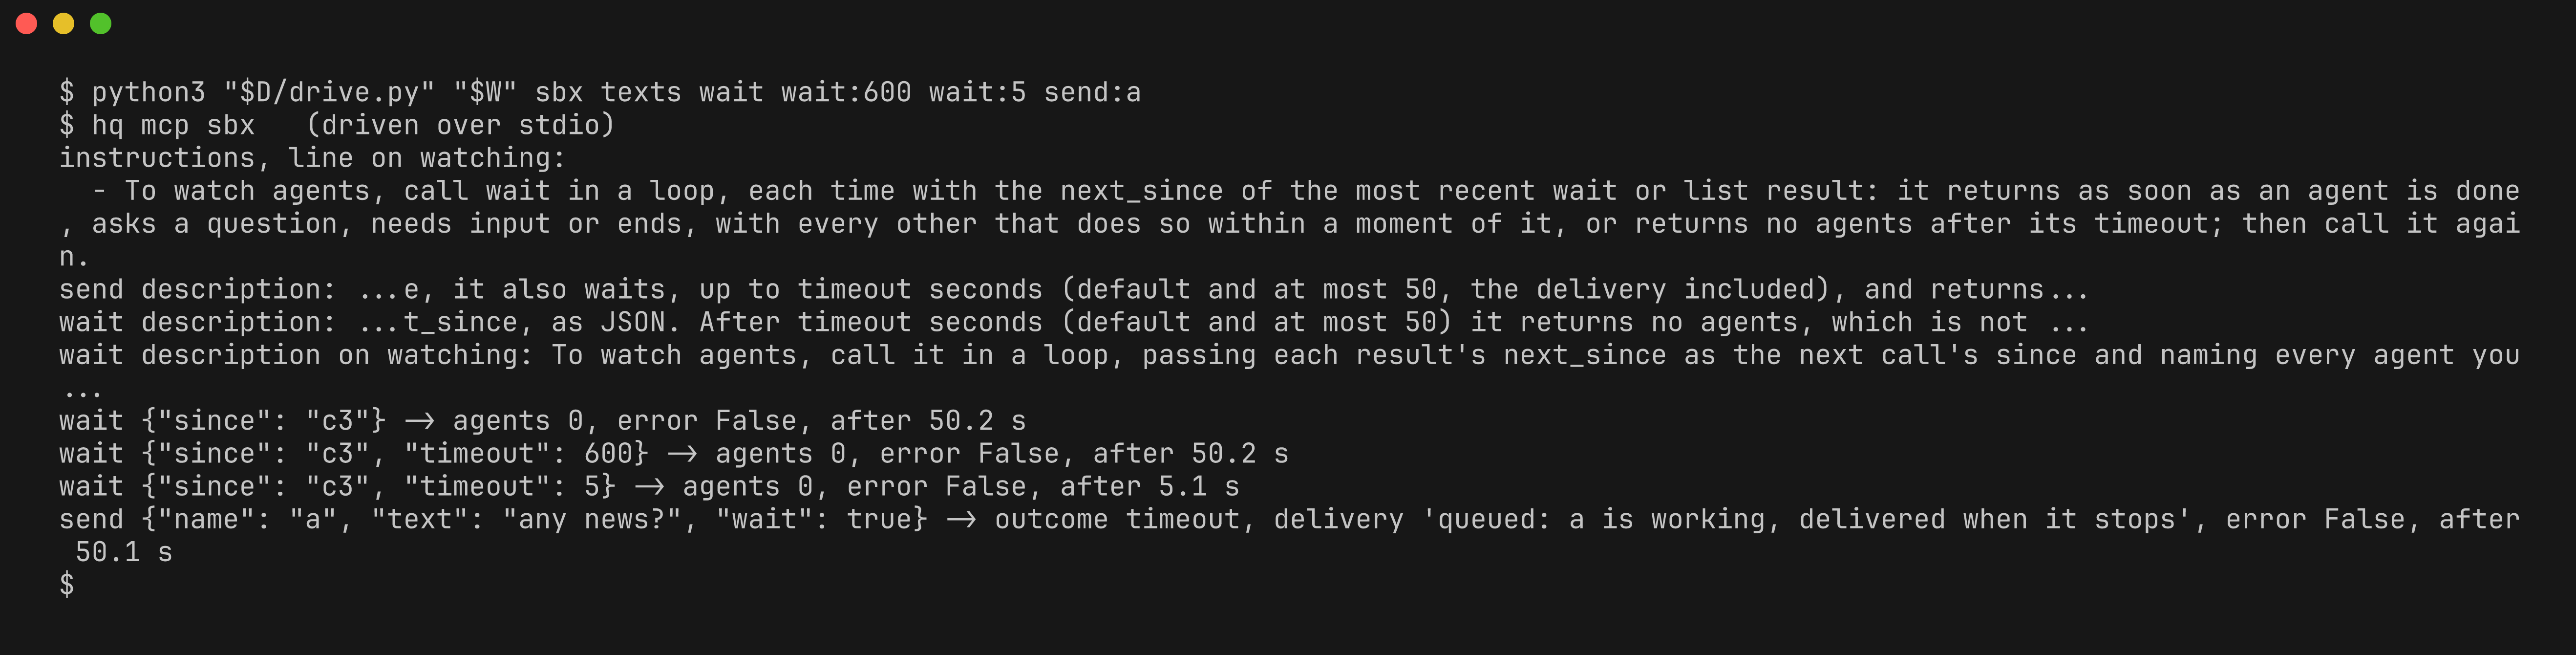 $ python3 "$D/drive.py" "$W" sbx texts wait wait:600 wait:5 send:a
$ hq mcp sbx   (driven over stdio)
instructions, line on watching:
  - To watch agents, call wait in a loop, each time with the next_since of the most recent wait or list result: it returns as soon as an agent is done
, asks a question, needs input or ends, with every other that does so within a moment of it, or returns no agents after its timeout; then call it agai
n.
send description: ...e, it also waits, up to timeout seconds (default and at most 50, the delivery included), and returns...
wait description: ...t_since, as JSON. After timeout seconds (default and at most 50) it returns no agents, which is not ...
wait description on watching: To watch agents, call it in a loop, passing each result's next_since as the next call's since and naming every agent you
...
wait {"since": "c3"} -> agents 0, error False, after 50.2 s
wait {"since": "c3", "timeout": 600} -> agents 0, error False, after 50.2 s
wait {"since": "c3", "timeout": 5} -> agents 0, error False, after 5.1 s
send {"name": "a", "text": "any news?", "wait": true} -> outcome timeout, delivery 'queued: a is working, delivered when it stops', error False, after
 50.1 s
$